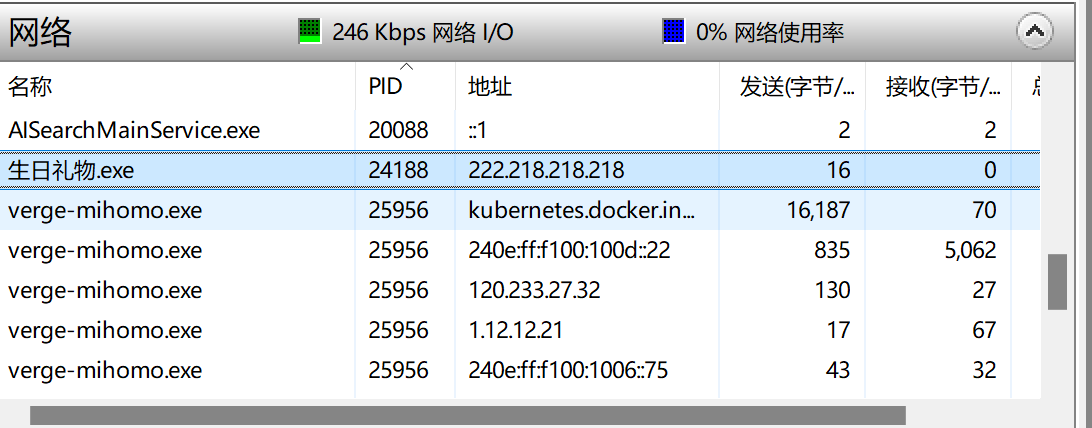 网络 246 Kbps 网络 I/O 0% 网络使用率
名称 PID 地址 发送(字节/... 接收(字节/...
AISearchMainService.exe 20088 ::1 2 2
生日礼物.exe 24188 222.218.218.218 16 0
verge-mihomo.exe 25956 kubernetes.docker.in... 16,187 70
verge-mihomo.exe 25956 240e:ff:f100:100d::22 835 5,062
verge-mihomo.exe 25956 120.233.27.32 130 27
verge-mihomo.exe 25956 1.12.12.21 17 67
verge-mihomo.exe 25956 240e:ff:f100:1006::75 43 32